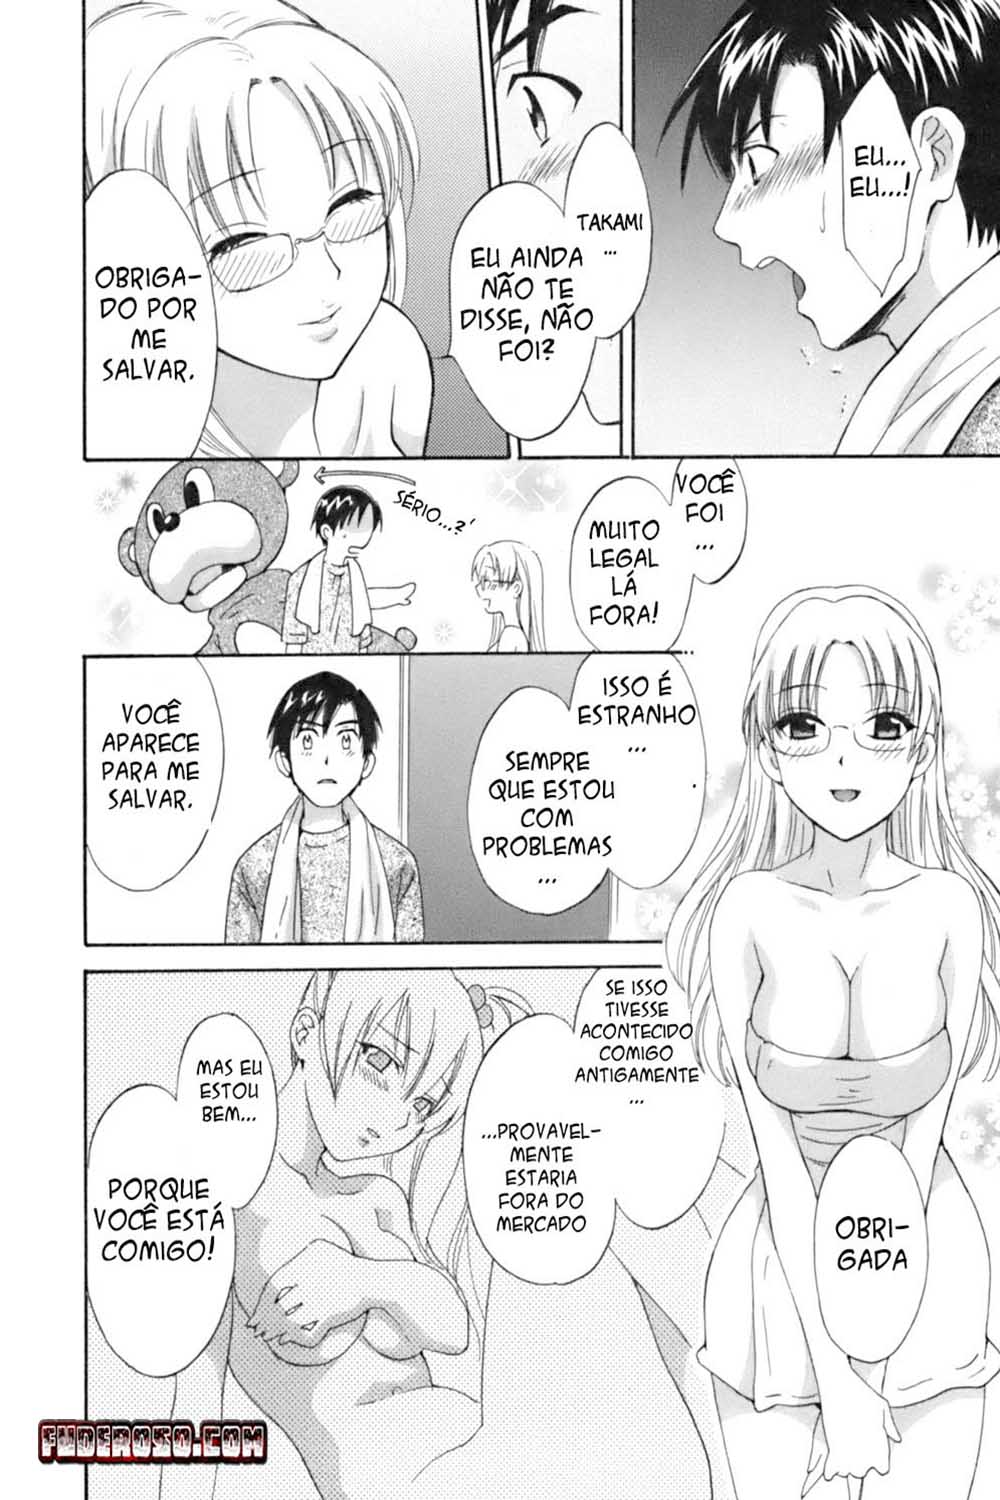 EU...
EU...!
TAKAMI
...
EU AINDA
NÃO TE
DISSE, NÃO
FOI?
OBRIGA-
DO POR
ME
SALVAR.
VOCÊ
FOI
...
MUITO
LEGAL
LÁ
FORA!
SÉRIO...?
ISSO É
ESTRANHO
...
SEMPRE
QUE ESTOU
COM
PROBLEMAS
...
VOCÊ
APARECE
PARA ME
SALVAR.
SE ISSO
TIVESSE
ACONTECIDO
COMIGO
ANTIGAMENTE
...
...PROVAVEL-
MENTE
ESTARIA
FORA DO
MERCADO
MAS EU
ESTOU
BEM...
PORQUE
VOCÊ ESTÁ
COMIGO!
OBRI-
GADA
FUDEROSO.COM